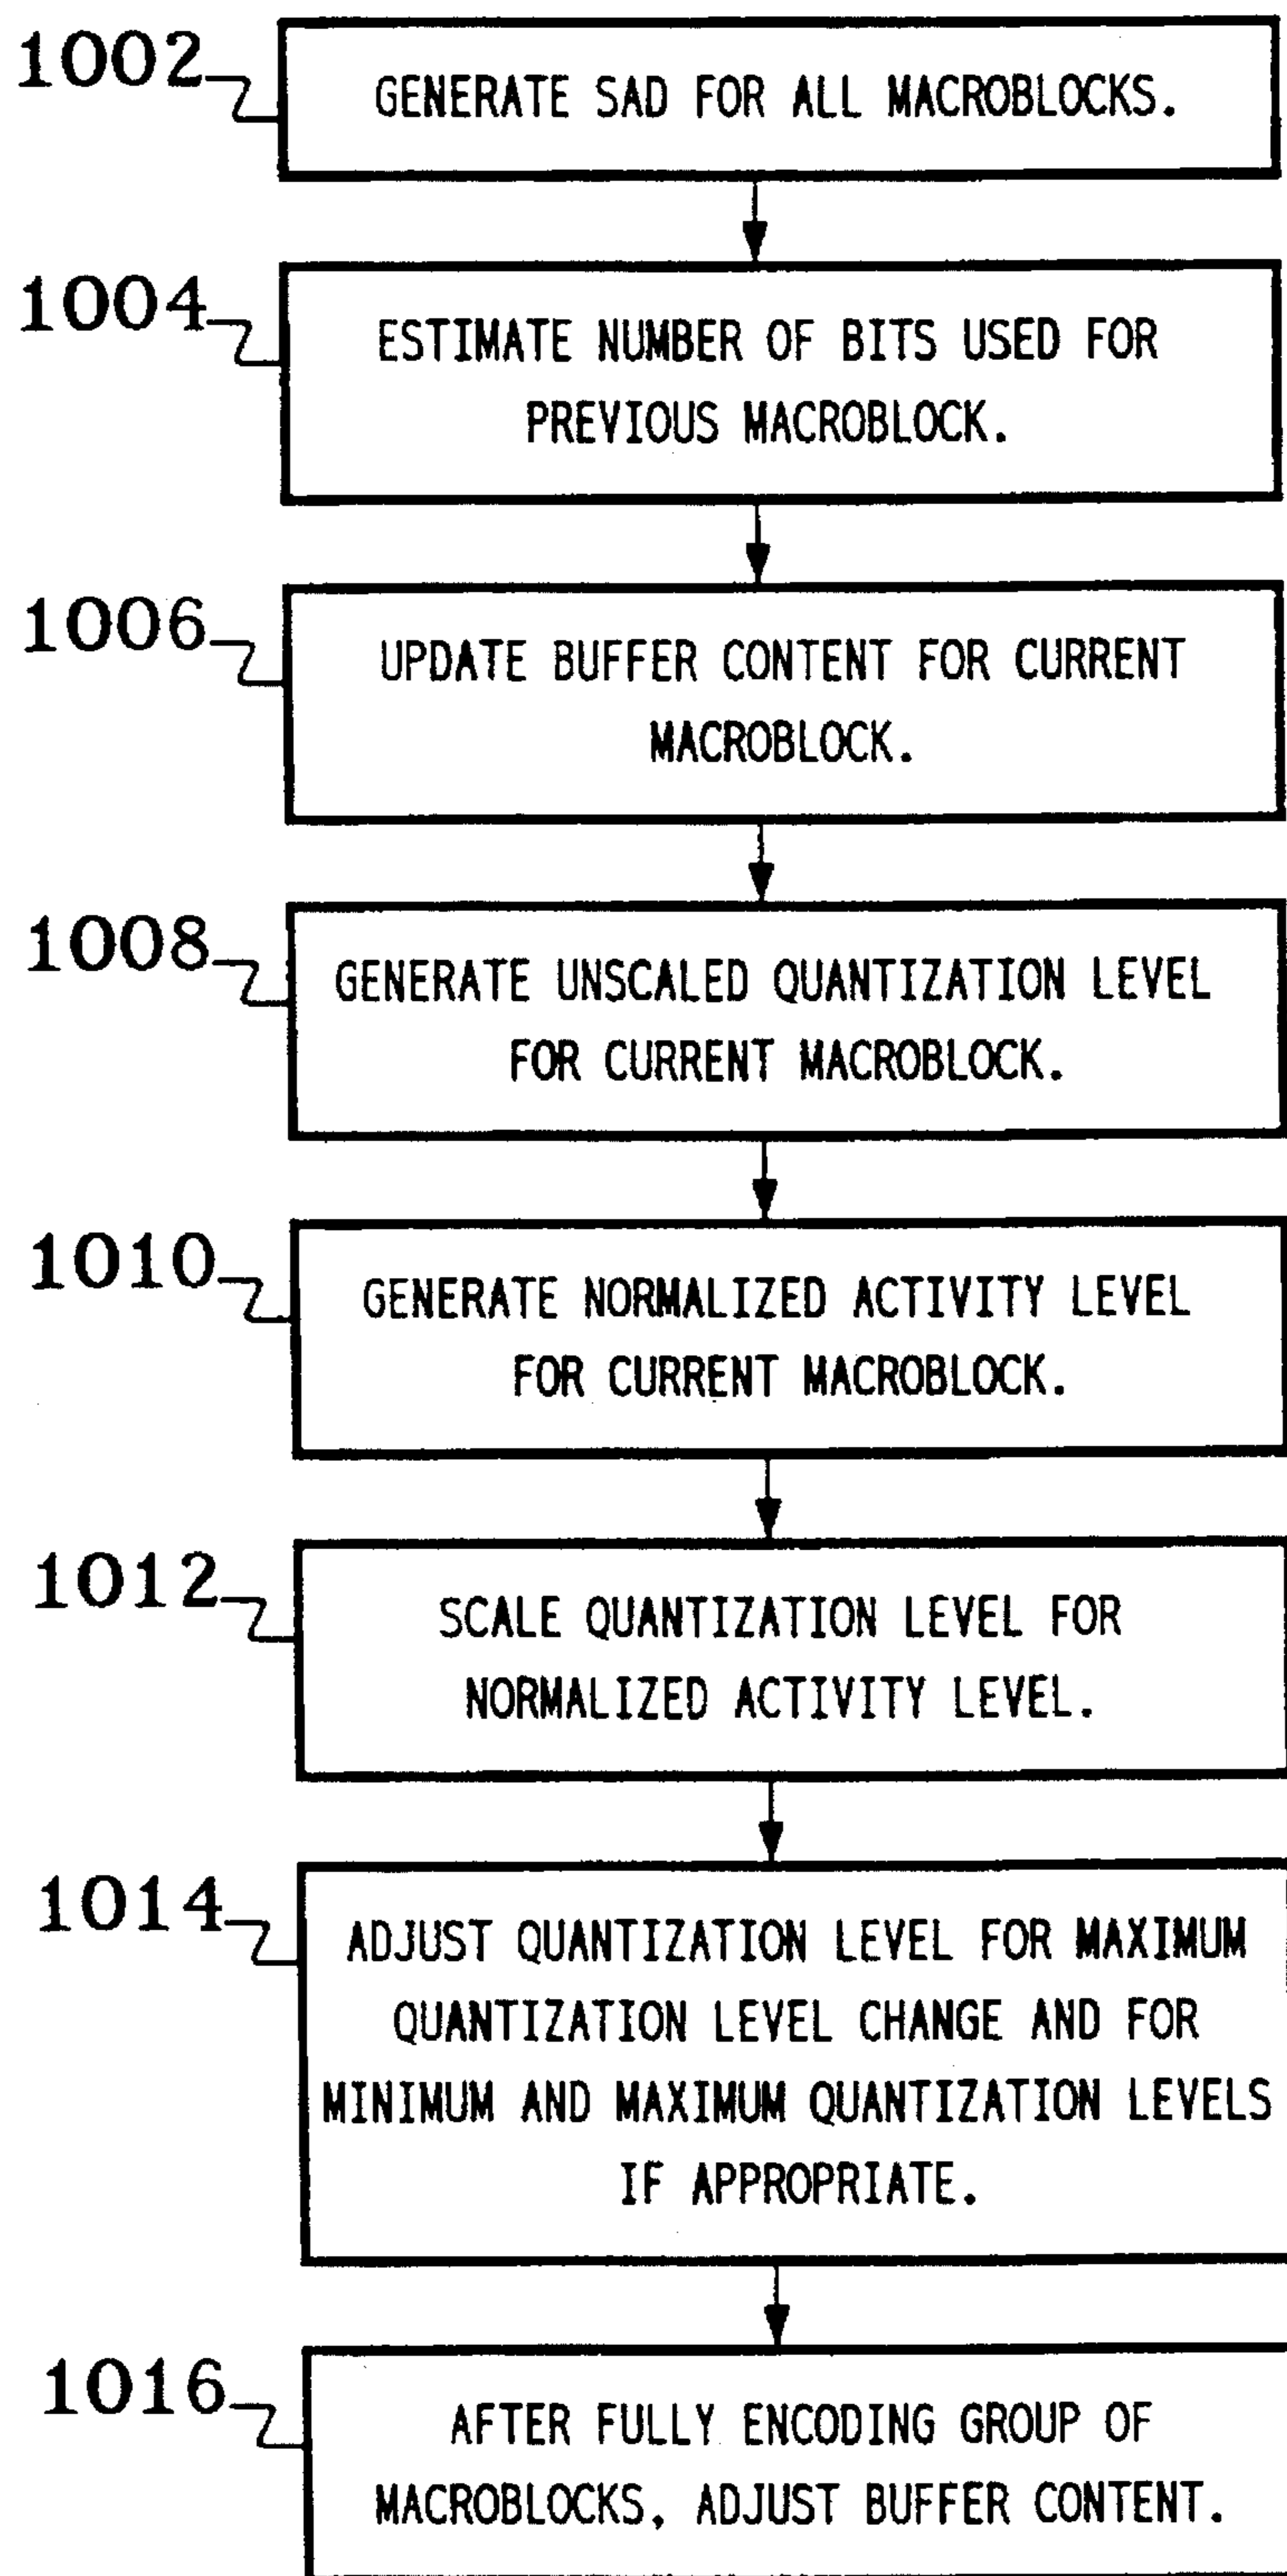 1002
GENERATE SAD FOR ALL MACROBLOCKS.
1004
ESTIMATE NUMBER OF BITS USED FOR
PREVIOUS MACROBLOCK.
1006
UPDATE BUFFER CONTENT FOR CURRENT
MACROBLOCK.
1008
GENERATE UNSCALED QUANTIZATION LEVEL
FOR CURRENT MACROBLOCK.
1010
GENERATE NORMALIZED ACTIVITY LEVEL
FOR CURRENT MACROBLOCK.
1012
SCALE QUANTIZATION LEVEL FOR
NORMALIZED ACTIVITY LEVEL.
1014
ADJUST QUANTIZATION LEVEL FOR MAXIMUM
QUANTIZATION LEVEL CHANGE AND FOR
MINIMUM AND MAXIMUM QUANTIZATION LEVELS
IF APPROPRIATE.
1016
AFTER FULLY ENCODING GROUP OF
MACROBLOCKS, ADJUST BUFFER CONTENT.